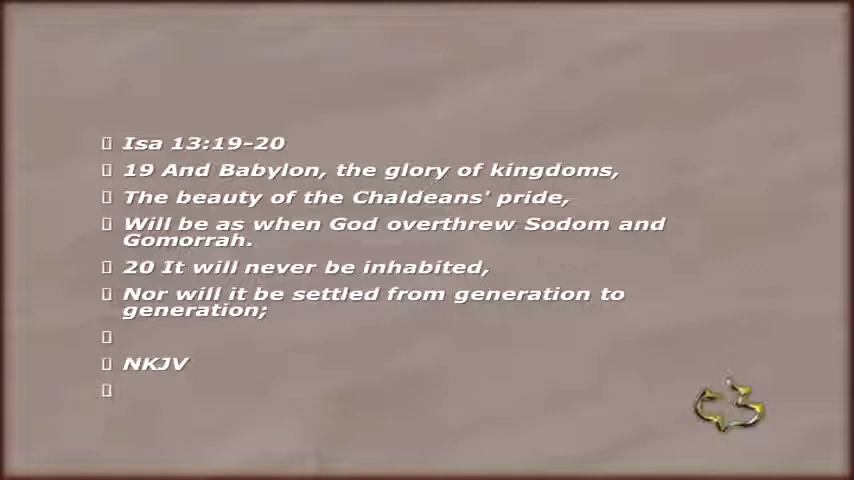 Isa 13:19-20
19 And Babylon, the glory of kingdoms,
The beauty of the Chaldeans' pride,
Will be as when God overthrew Sodom and
Gomorrah.
20 It will never be inhabited,
Nor will it be settled from generation to
generation;
NKJV